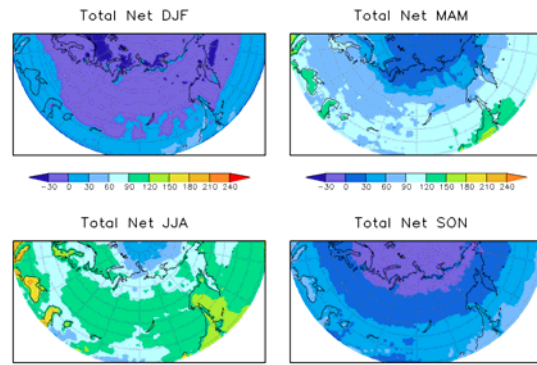 Total Net DJF
Total Net MAM
-30 0 30 60 90 120 150 180 210 240
-30 0 30 60 90 120 150 180 210 240
Total Net JJA
Total Net SON